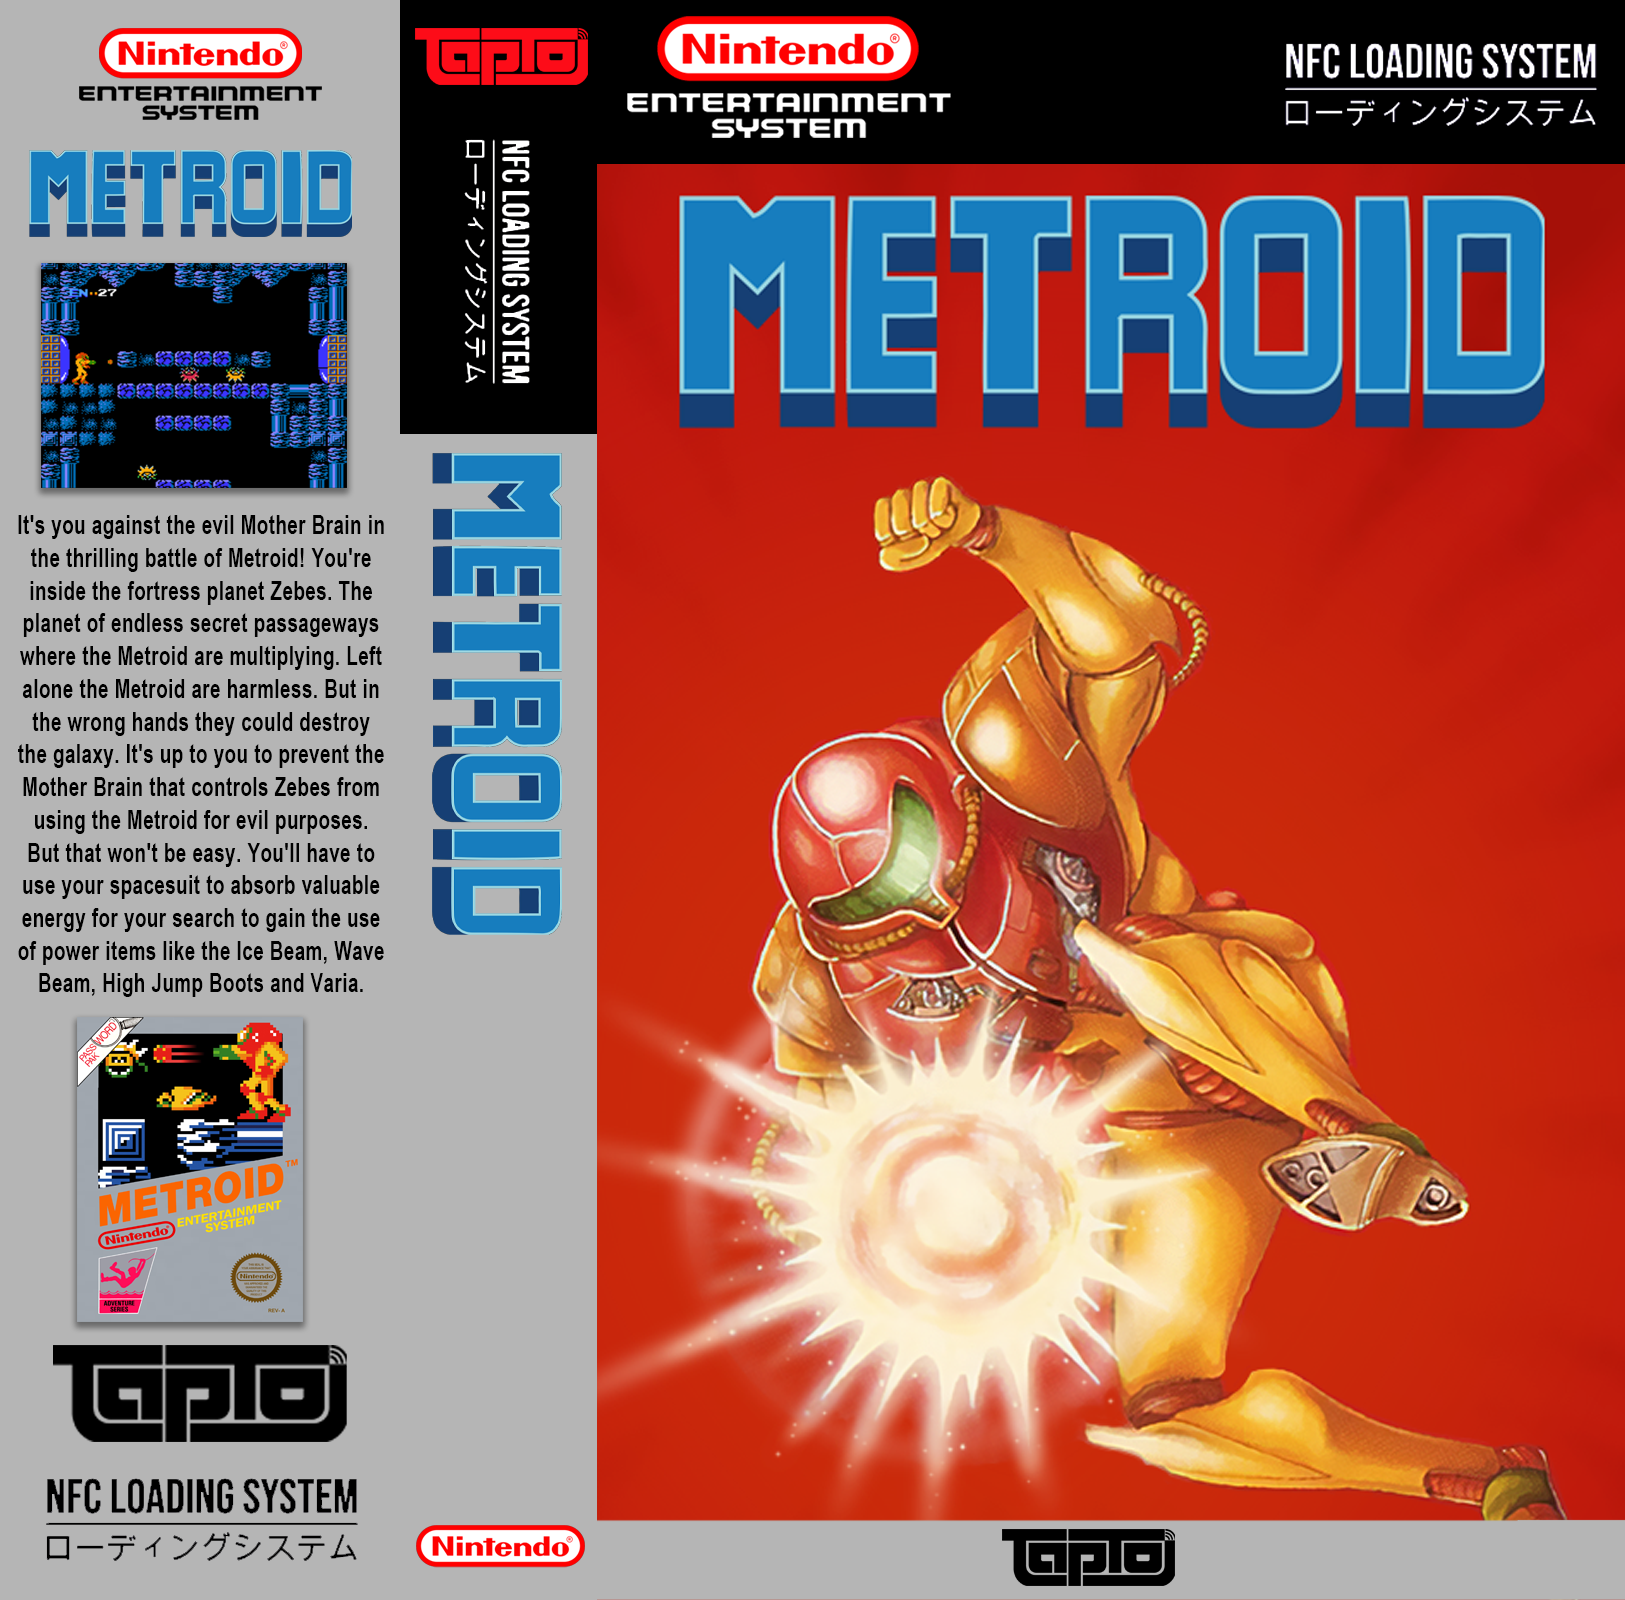 Nintendo®
ENTERTAINMENT
SYSTEM
METROID
EN··27
It's you against the evil Mother Brain in
the thrilling battle of Metroid! You're
inside the fortress planet Zebes. The
planet of endless secret passageways
where the Metroid are multiplying. Left
alone the Metroid are harmless. But in
the wrong hands they could destroy
the galaxy. It's up to you to prevent the
Mother Brain that controls Zebes from
using the Metroid for evil purposes.
But that won't be easy. You'll have to
use your spacesuit to absorb valuable
energy for your search to gain the use
of power items like the Ice Beam, Wave
Beam, High Jump Boots and Varia.
PASSWORD
PAK
METROID™
Nintendo®
ENTERTAINMENT
SYSTEM
ADVENTURE
SERIES
Nintendo
REV-A
TapTo
NFC LOADING SYSTEM
ローディングシステム
TapTo
NFC LOADING SYSTEM
ローディングシステム
METROID
Nintendo®
Nintendo®
ENTERTAINMENT
SYSTEM
NFC LOADING SYSTEM
ローディングシステム
METROID
TapTo